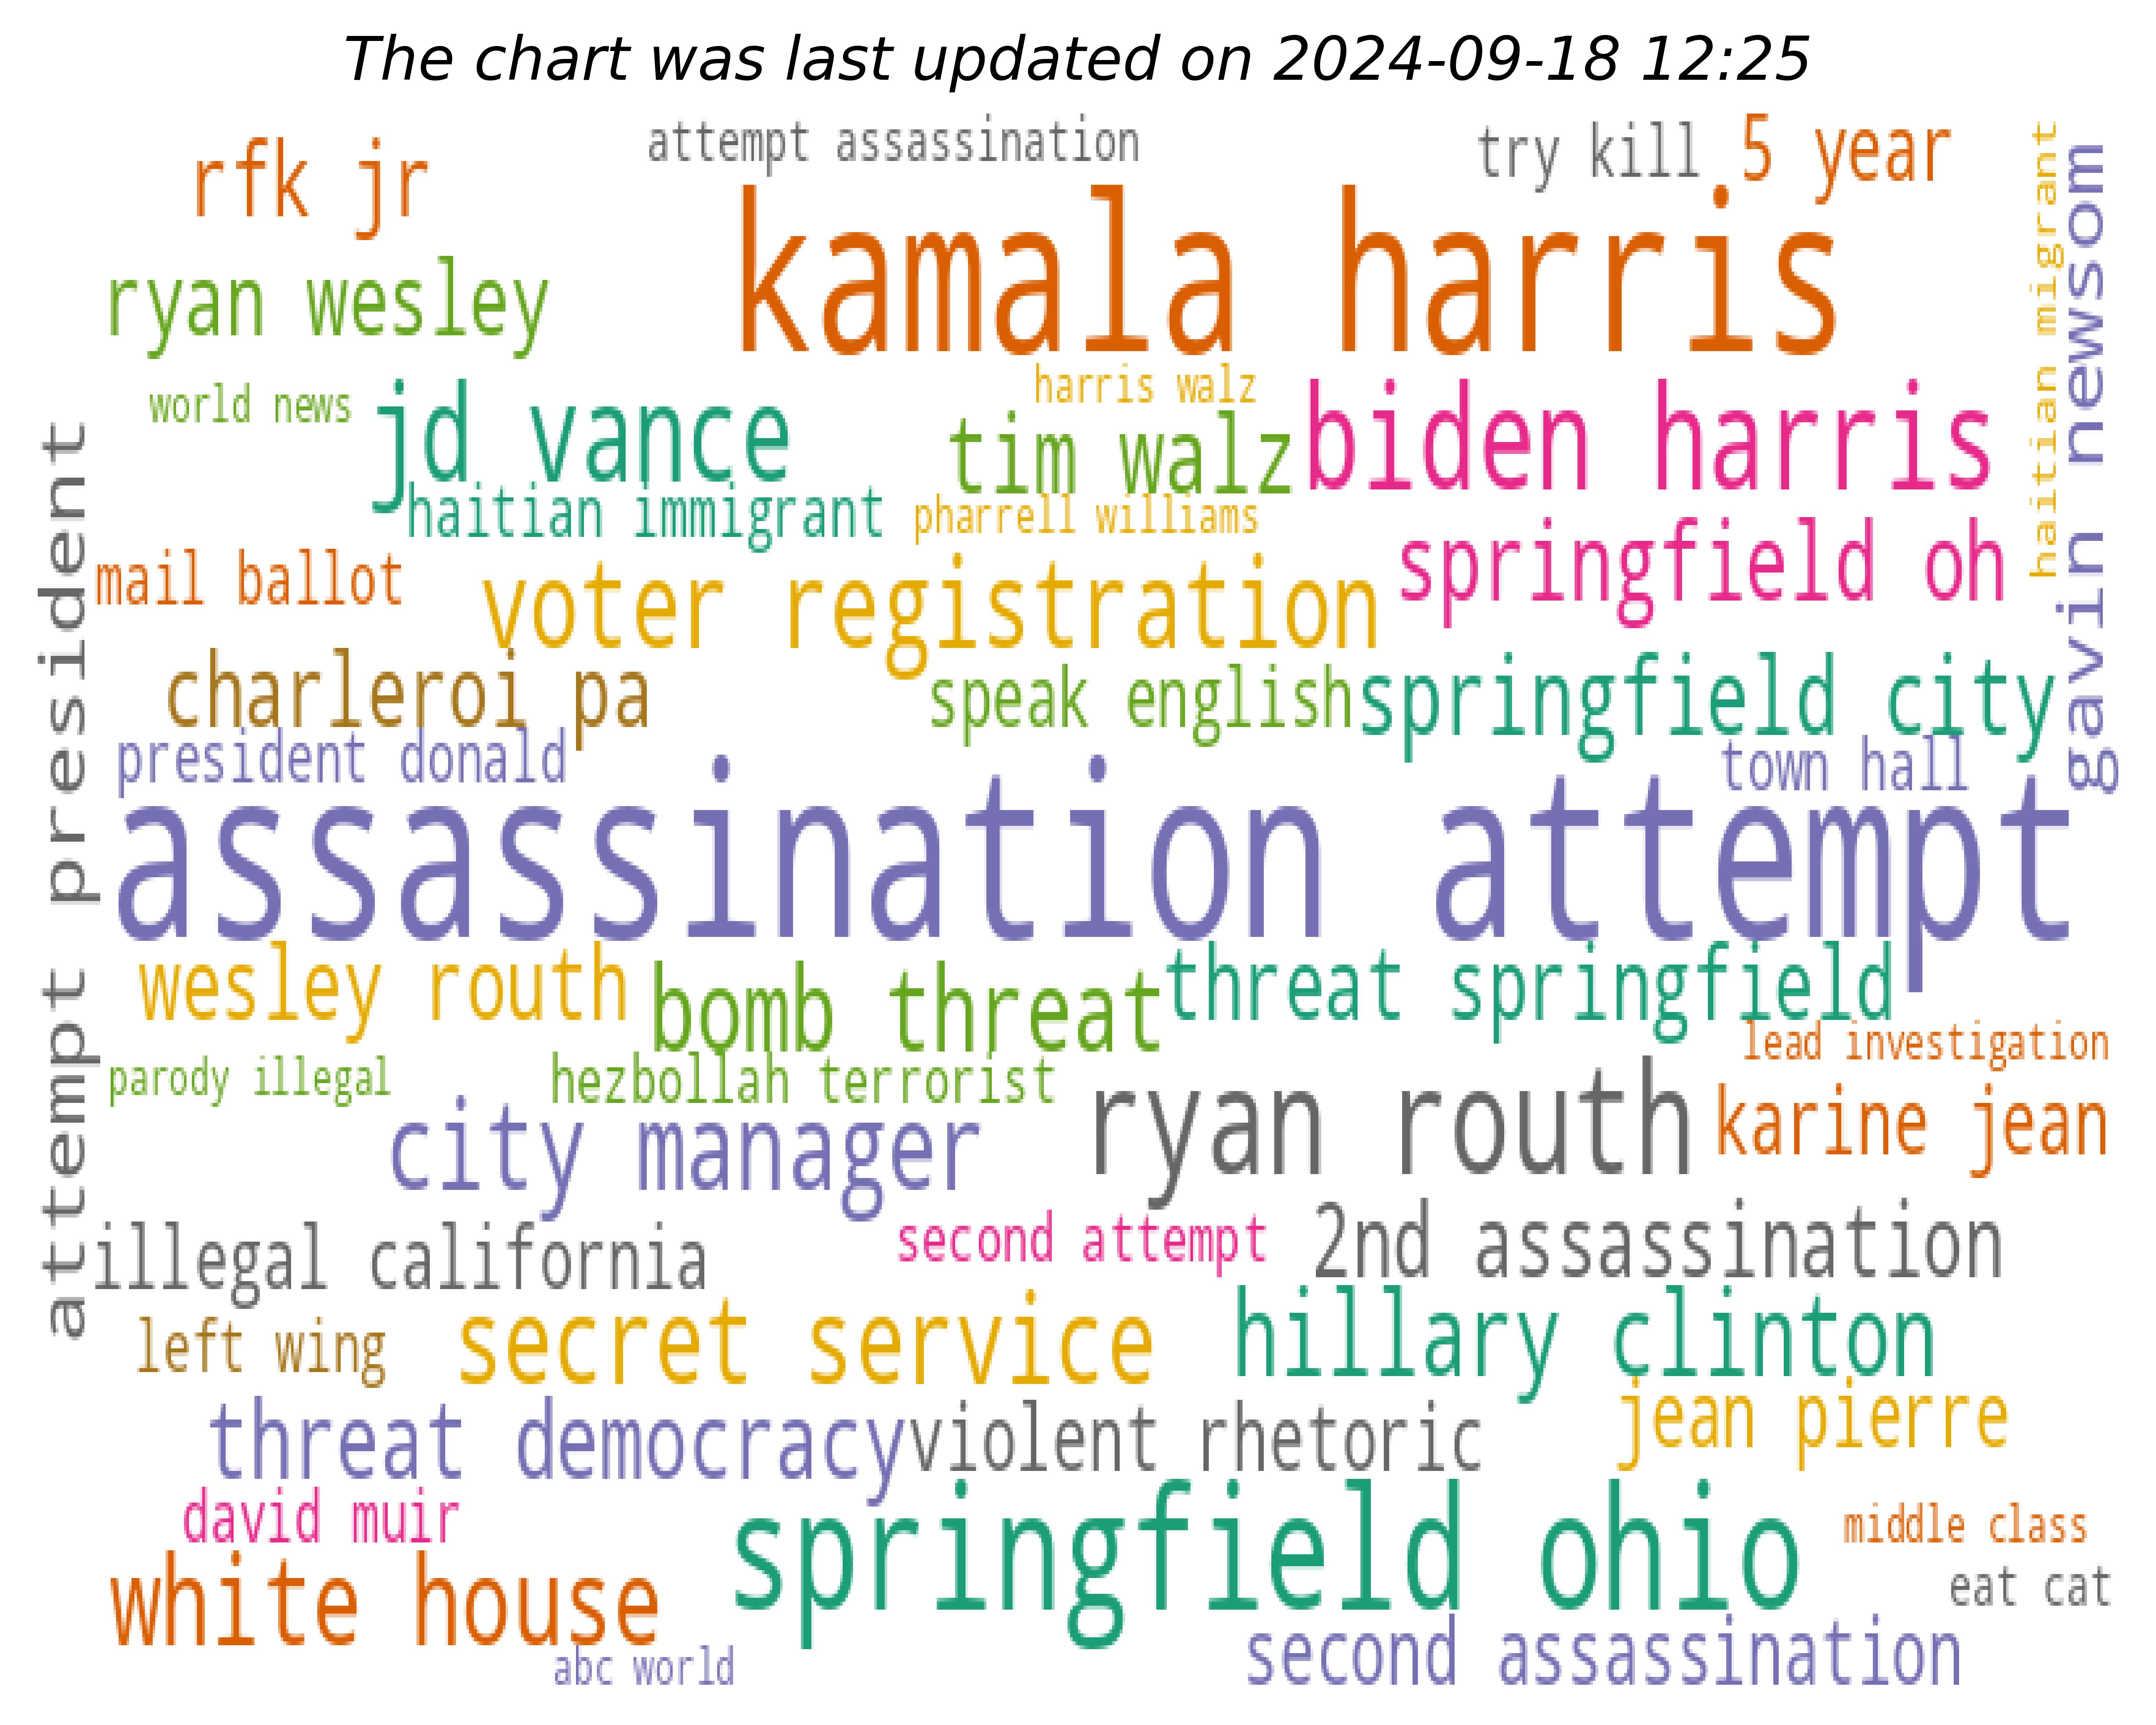 The chart was last updated on 2024-09-18 12:25
attempt assassination
try kill
5 year
rfk jr
kamala harris
haitian migrant
gavin newsom
ryan wesley
harris walz
world news
jd vance
tim walz
biden harris
haitian immigrant
pharrell williams
springfield oh
mail ballot
voter registration
attempt president
charleroi pa
speak english
springfield city
president donald
town hall
assassination attempt
wesley routh
bomb threat
threat springfield
lead investigation
parody illegal
hezbollah terrorist
ryan routh
karine jean
city manager
second attempt
2nd assassination
illegal california
left wing
secret service
hillary clinton
jean pierre
threat democracy
violent rhetoric
david muir
springfield ohio
middle class
white house
eat cat
abc world
second assassination